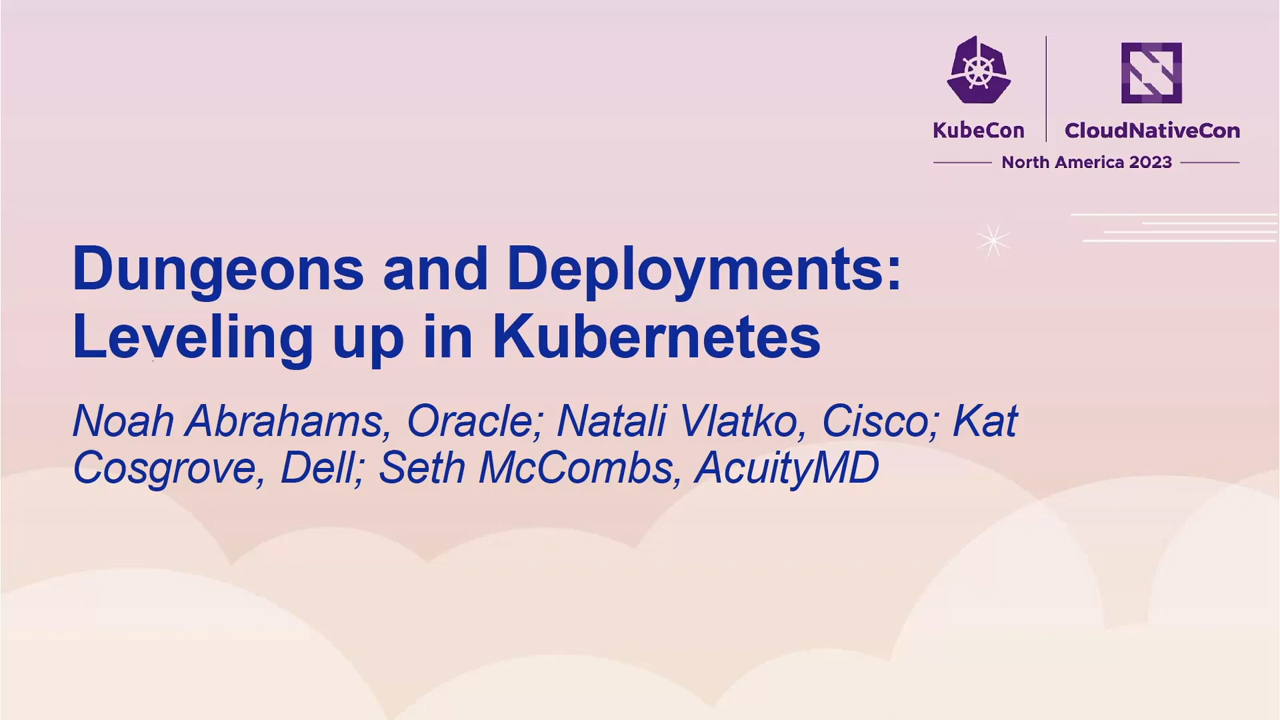 KubeCon
CloudNativeCon
North America 2023
Dungeons and Deployments:
Leveling up in Kubernetes
Noah Abrahams, Oracle; Natali Vlatko, Cisco; Kat
Cosgrove, Dell; Seth McCombs, AcuityMD